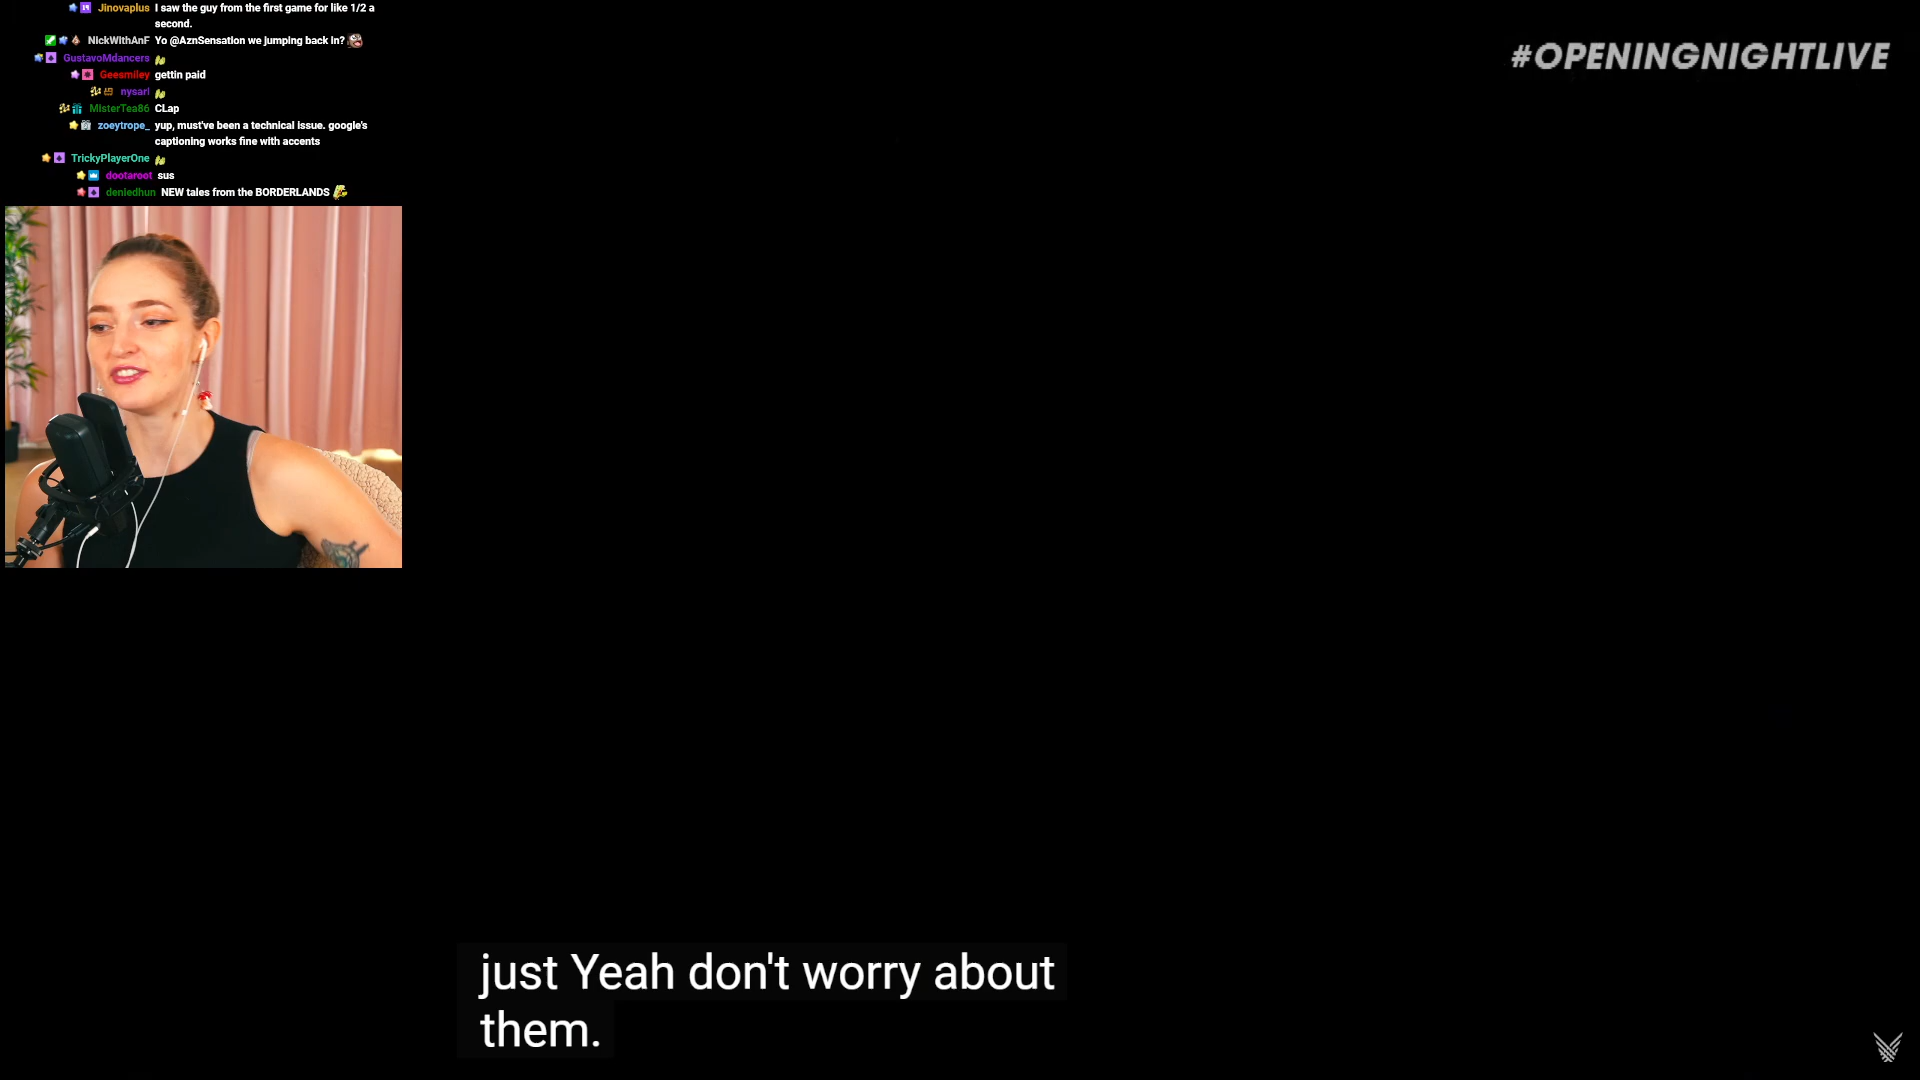 Jinovaplus I saw the guy from the first game for like 1/2 a
second.
NickWithAnF Yo @AznSensation we jumping back in?
GustavoMdancers
Geesmiley gettin paid
nysarl
MisterTea86 CLap
zoeytrope_ yup, must've been a technical issue. google's
captioning works fine with accents
TrickyPlayerOne
dootaroot sus
deniedhun NEW tales from the BORDERLANDS
#OPENINGNIGHTLIVE
just Yeah don't worry about
them.